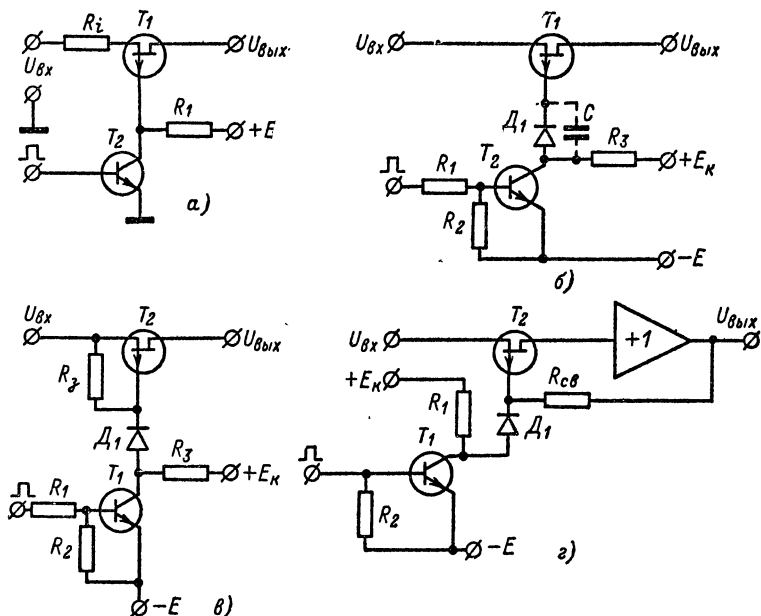 Ri
T1
Uвых.
Uвх
T2
R1
+E
а)
Uвх
T1
Uвых
Д1
C
T2
R1
R3
+Eк
R2
−E
б)
Uвх
T2
Uвых
Rз
Д1
T1
R3
+Eк
R1
R2
−E
в)
Uвх
T2
+1
Uвых
+Eк
R1
Rсв
Д1
T1
R2
−E
г)